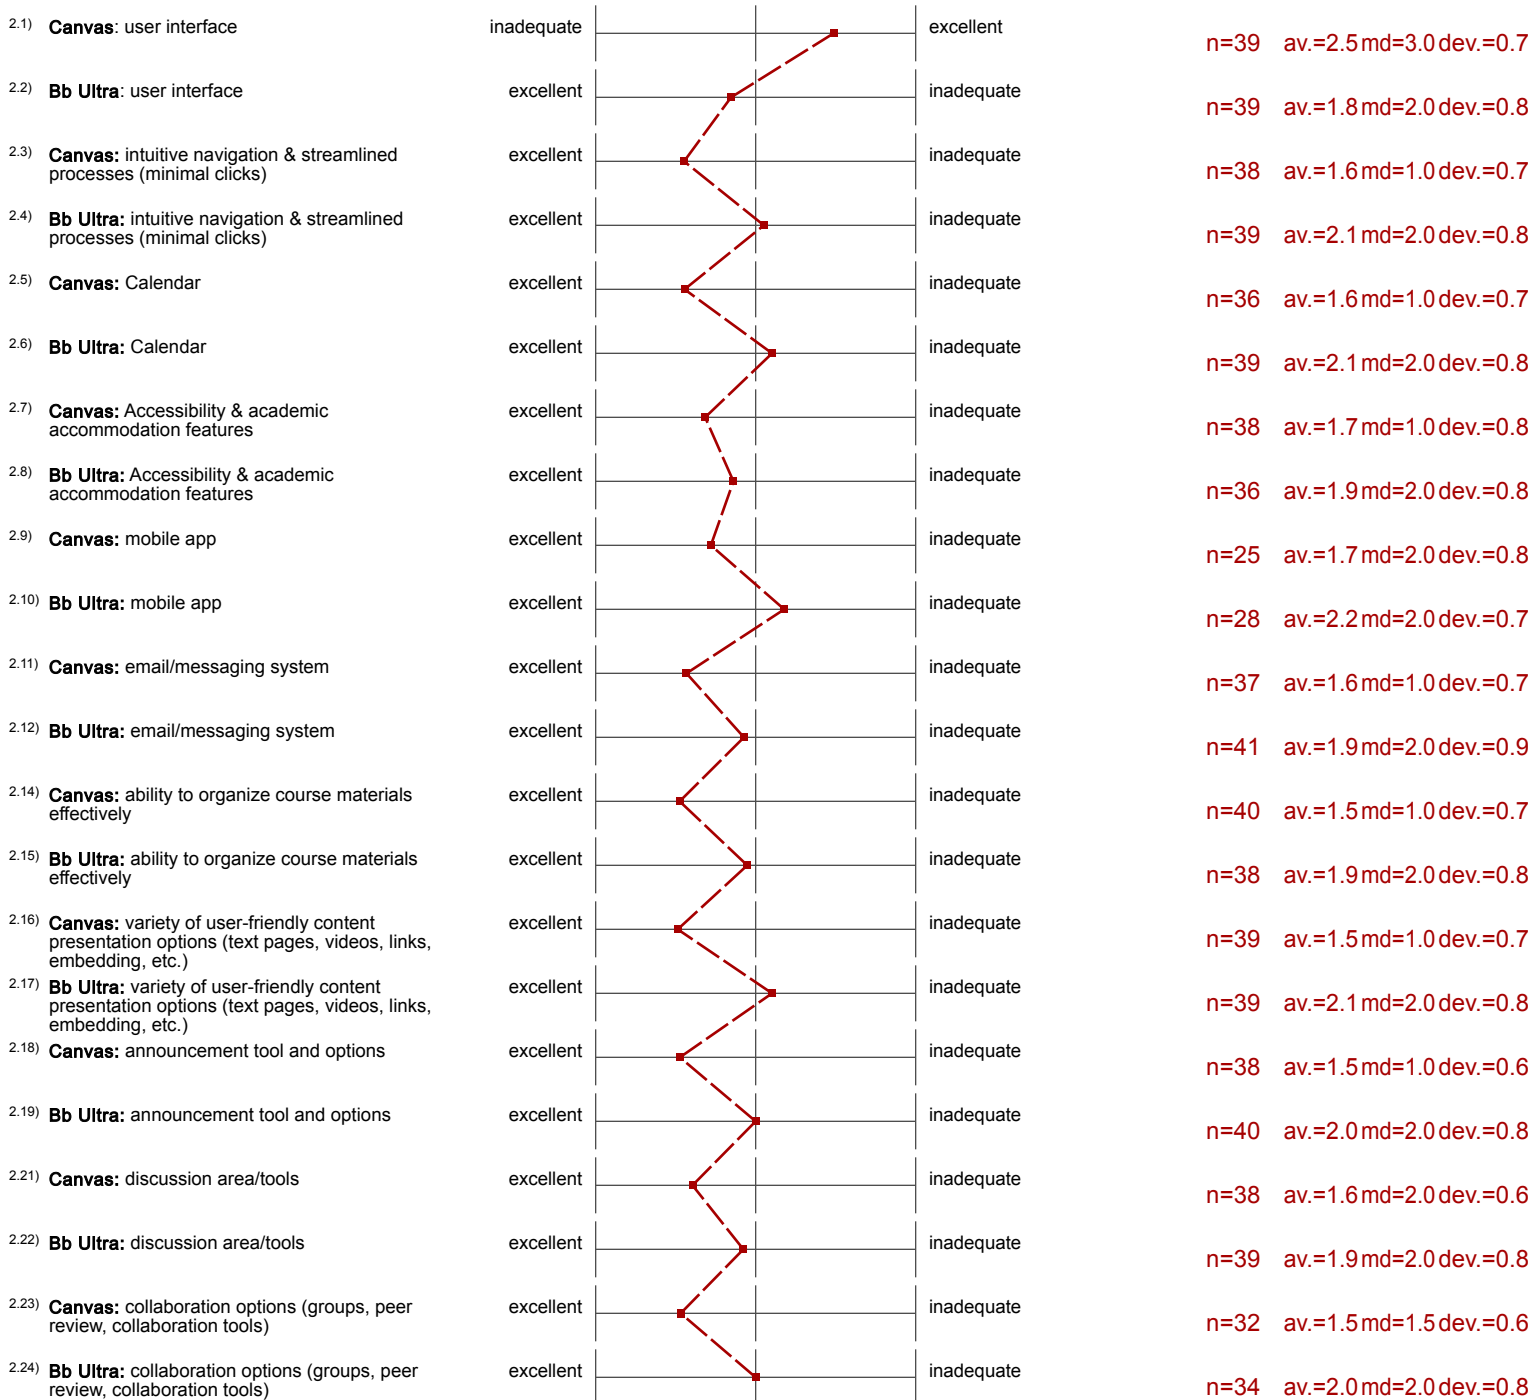 2.1) Canvas: user interface inadequate excellent n=39 av.=2.5 md=3.0 dev.=0.7
2.2) Bb Ultra: user interface excellent inadequate n=39 av.=1.8 md=2.0 dev.=0.8
2.3) Canvas: intuitive navigation & streamlined excellent inadequate
processes (minimal clicks) n=38 av.=1.6 md=1.0 dev.=0.7
2.4) Bb Ultra: intuitive navigation & streamlined excellent inadequate
processes (minimal clicks) n=39 av.=2.1 md=2.0 dev.=0.8
2.5) Canvas: Calendar excellent inadequate n=36 av.=1.6 md=1.0 dev.=0.7
2.6) Bb Ultra: Calendar excellent inadequate n=39 av.=2.1 md=2.0 dev.=0.8
2.7) Canvas: Accessibility & academic excellent inadequate
accommodation features n=38 av.=1.7 md=1.0 dev.=0.8
2.8) Bb Ultra: Accessibility & academic excellent inadequate
accommodation features n=36 av.=1.9 md=2.0 dev.=0.8
2.9) Canvas: mobile app excellent inadequate n=25 av.=1.7 md=2.0 dev.=0.8
2.10) Bb Ultra: mobile app excellent inadequate n=28 av.=2.2 md=2.0 dev.=0.7
2.11) Canvas: email/messaging system excellent inadequate n=37 av.=1.6 md=1.0 dev.=0.7
2.12) Bb Ultra: email/messaging system excellent inadequate n=41 av.=1.9 md=2.0 dev.=0.9
2.14) Canvas: ability to organize course materials excellent inadequate
effectively n=40 av.=1.5 md=1.0 dev.=0.7
2.15) Bb Ultra: ability to organize course materials excellent inadequate
effectively n=38 av.=1.9 md=2.0 dev.=0.8
2.16) Canvas: variety of user-friendly content excellent inadequate
presentation options (text pages, videos, links, n=39 av.=1.5 md=1.0 dev.=0.7
embedding, etc.)
2.17) Bb Ultra: variety of user-friendly content excellent inadequate
presentation options (text pages, videos, links, n=39 av.=2.1 md=2.0 dev.=0.8
embedding, etc.)
2.18) Canvas: announcement tool and options excellent inadequate n=38 av.=1.5 md=1.0 dev.=0.6
2.19) Bb Ultra: announcement tool and options excellent inadequate n=40 av.=2.0 md=2.0 dev.=0.8
2.21) Canvas: discussion area/tools excellent inadequate n=38 av.=1.6 md=2.0 dev.=0.6
2.22) Bb Ultra: discussion area/tools excellent inadequate n=39 av.=1.9 md=2.0 dev.=0.8
2.23) Canvas: collaboration options (groups, peer excellent inadequate
review, collaboration tools) n=32 av.=1.5 md=1.5 dev.=0.6
2.24) Bb Ultra: collaboration options (groups, peer excellent inadequate
review, collaboration tools) n=34 av.=2.0 md=2.0 dev.=0.8